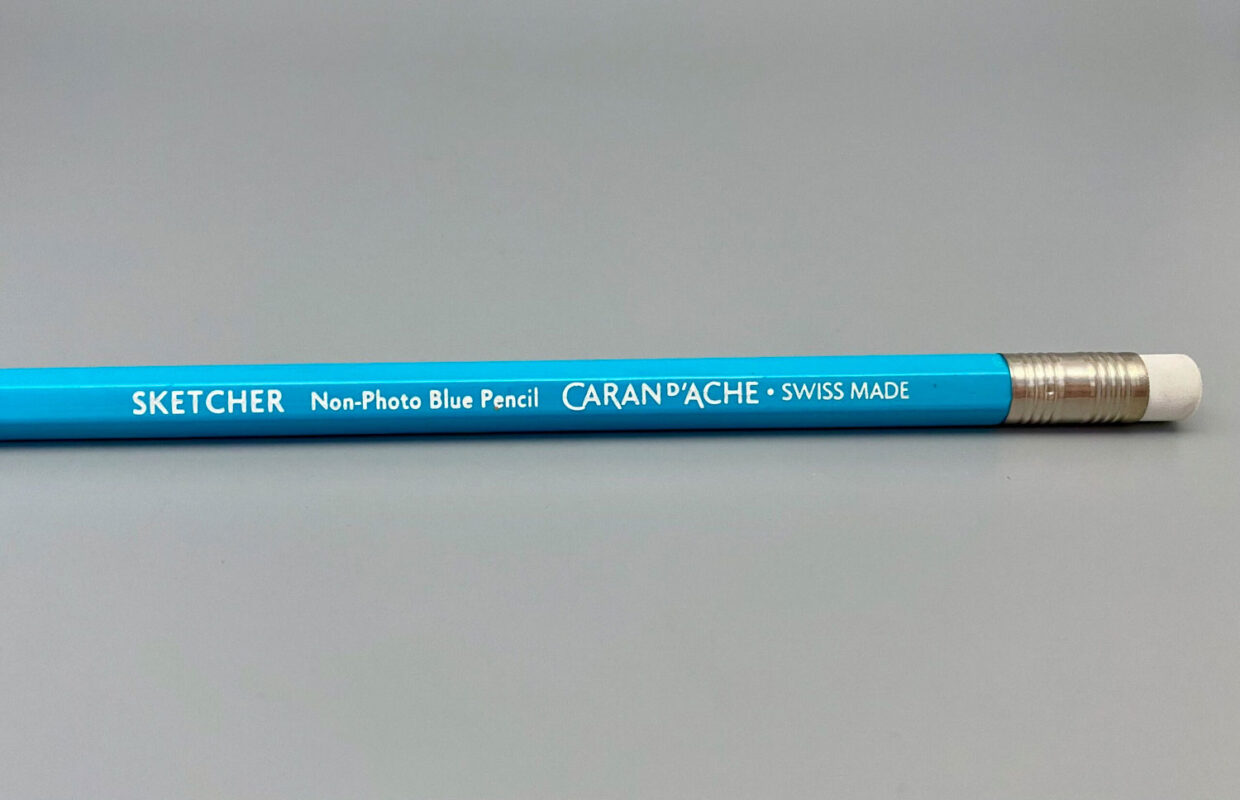 SKETCHER Non-Photo Blue Pencil CARAN D'ACHE • SWISS MADE